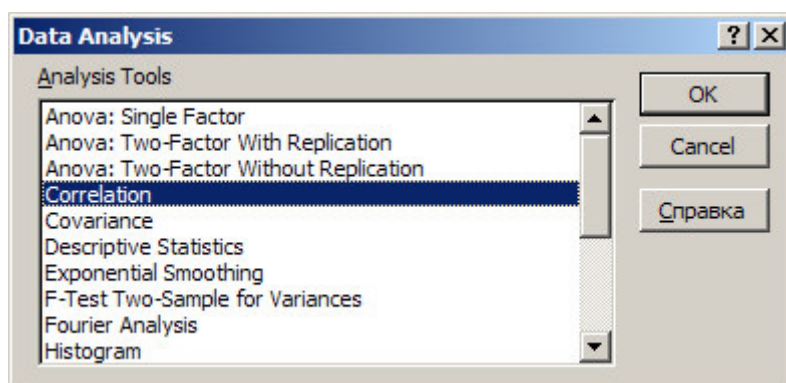 Data Analysis
Analysis Tools
Anova: Single Factor
Anova: Two-Factor With Replication
Anova: Two-Factor Without Replication
Correlation
Covariance
Descriptive Statistics
Exponential Smoothing
F-Test Two-Sample for Variances
Fourier Analysis
Histogram
OK
Cancel
Справка